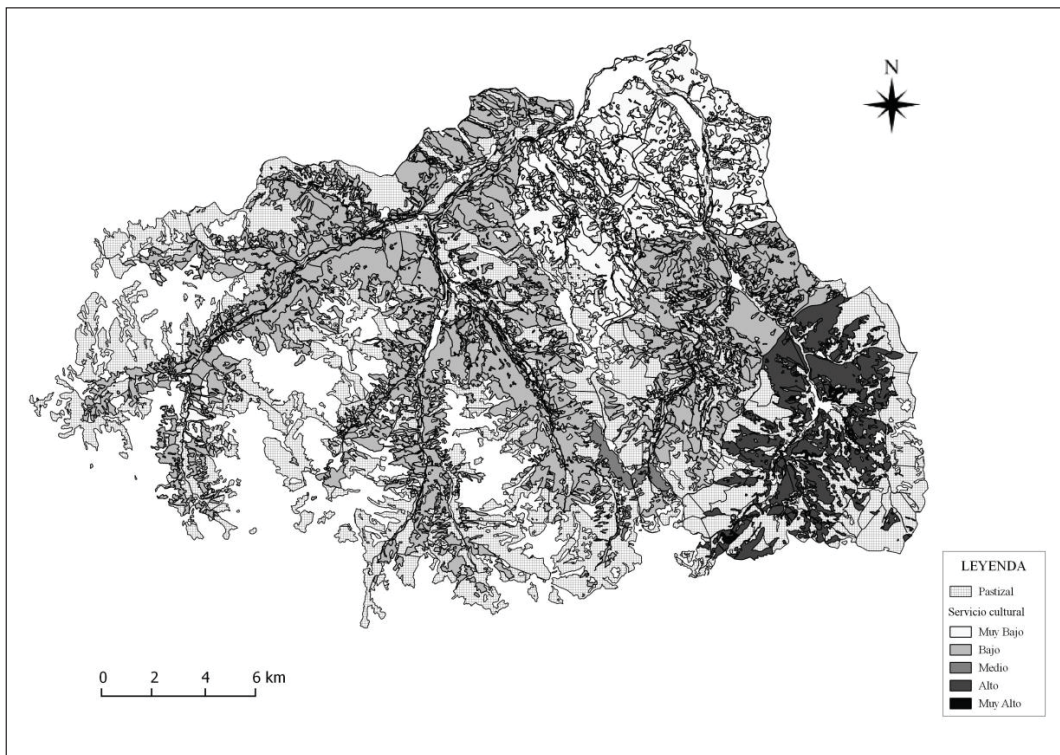 N
LEYENDA
Pastizal
Servicio cultural
Muy Bajo
Bajo
Medio
Alto
Muy Alto
0 2 4 6 km